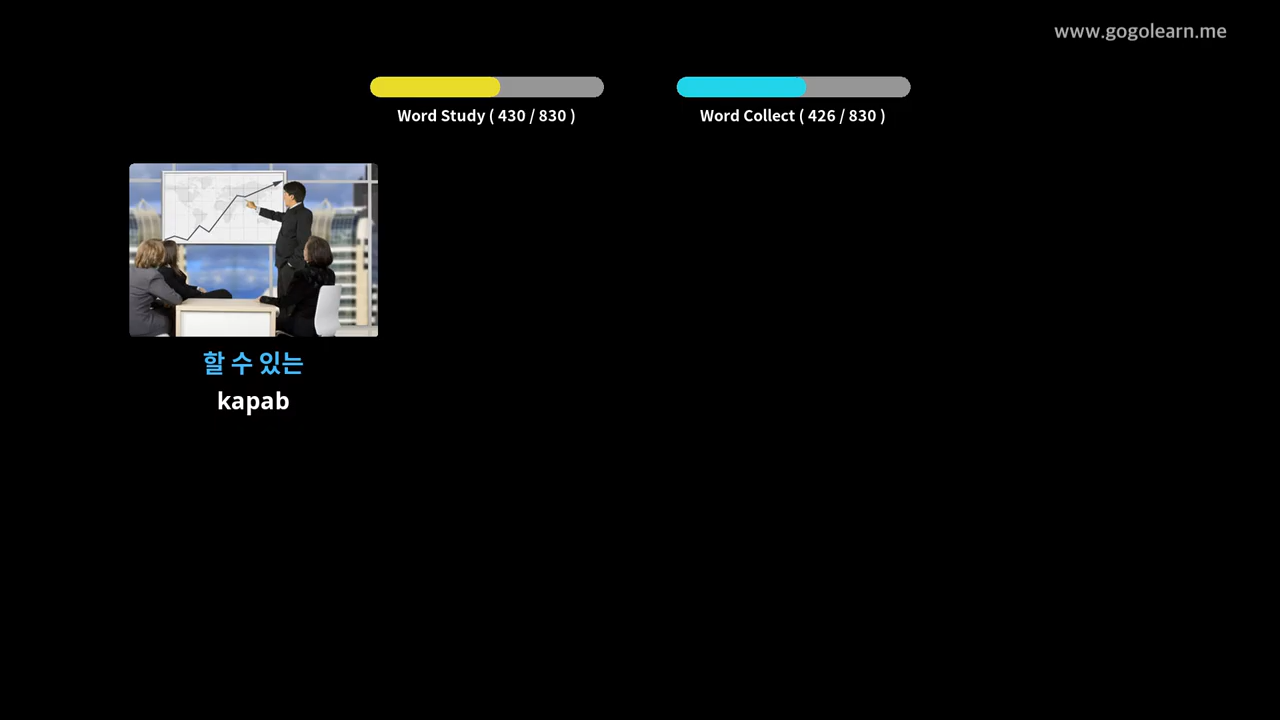 www.gogolearn.me
Word Study ( 430 / 830 )
Word Collect ( 426 / 830 )
할 수 있는
kapab